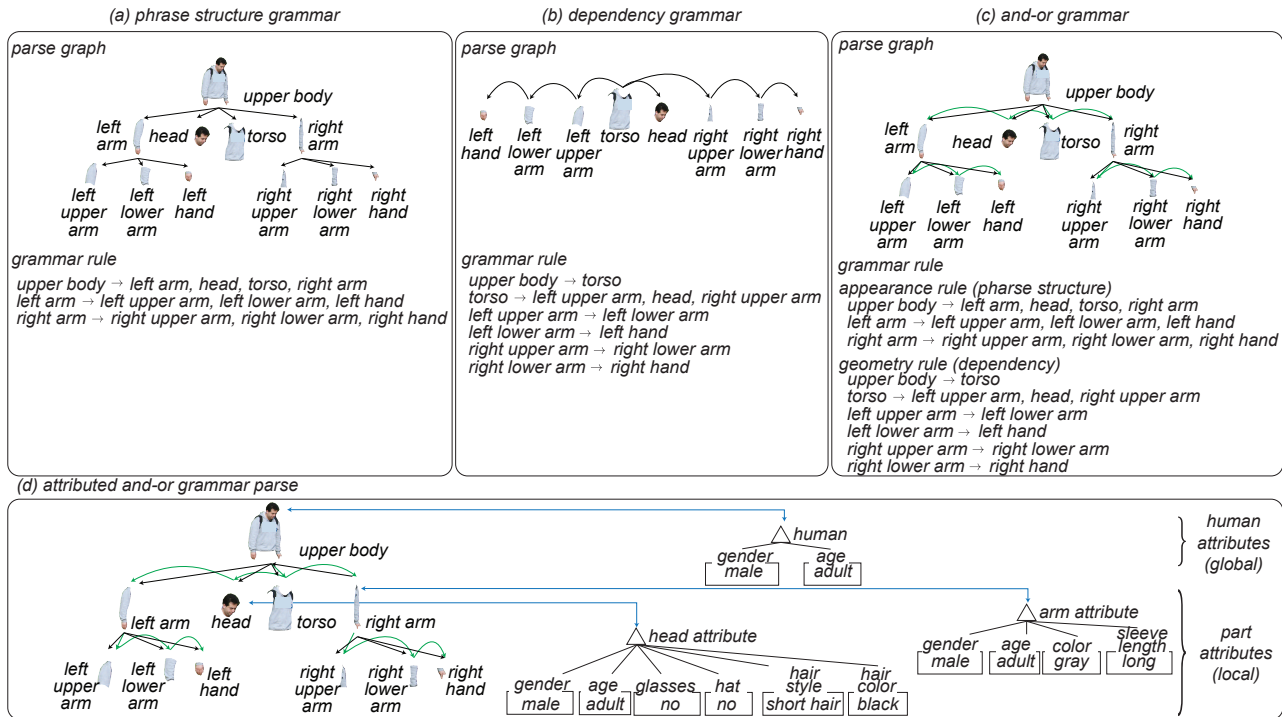 (a) phrase structure grammar
parse graph
upper body
left
arm
head
torso
right
arm
left
upper
arm
left
lower
arm
left
hand
right
upper
arm
right
lower
arm
right
hand
grammar rule
upper body → left arm, head, torso, right arm
left arm → left upper arm, left lower arm, left hand
right arm → right upper arm, right lower arm, right hand
(b) dependency grammar
parse graph
left
hand
left
lower
arm
left
upper
arm
torso
head
right
upper
arm
right
lower
arm
right
hand
grammar rule
upper body → torso
torso → left upper arm, head, right upper arm
left upper arm → left lower arm
left lower arm → left hand
right upper arm → right lower arm
right lower arm → right hand
(c) and-or grammar
parse graph
upper body
left
arm
head
torso
right
arm
left
upper
arm
left
lower
arm
left
hand
right
upper
arm
right
lower
arm
right
hand
grammar rule
appearance rule (pharse structure)
upper body → left arm, head, torso, right arm
left arm → left upper arm, left lower arm, left hand
right arm → right upper arm, right lower arm, right hand
geometry rule (dependency)
upper body → torso
torso → left upper arm, head, right upper arm
left upper arm → left lower arm
left lower arm → left hand
right upper arm → right lower arm
right lower arm → right hand
(d) attributed and-or grammar parse
upper body
left arm
head
torso
right arm
left
upper
arm
left
lower
arm
left
hand
right
upper
arm
right
lower
arm
right
hand
human
gender
male
age
adult
head attribute
gender
male
age
adult
glasses
no
hat
no
hair
style
short hair
hair
color
black
arm attribute
gender
male
age
adult
color
gray
sleeve
length
long
human
attributes
(global)
part
attributes
(local)